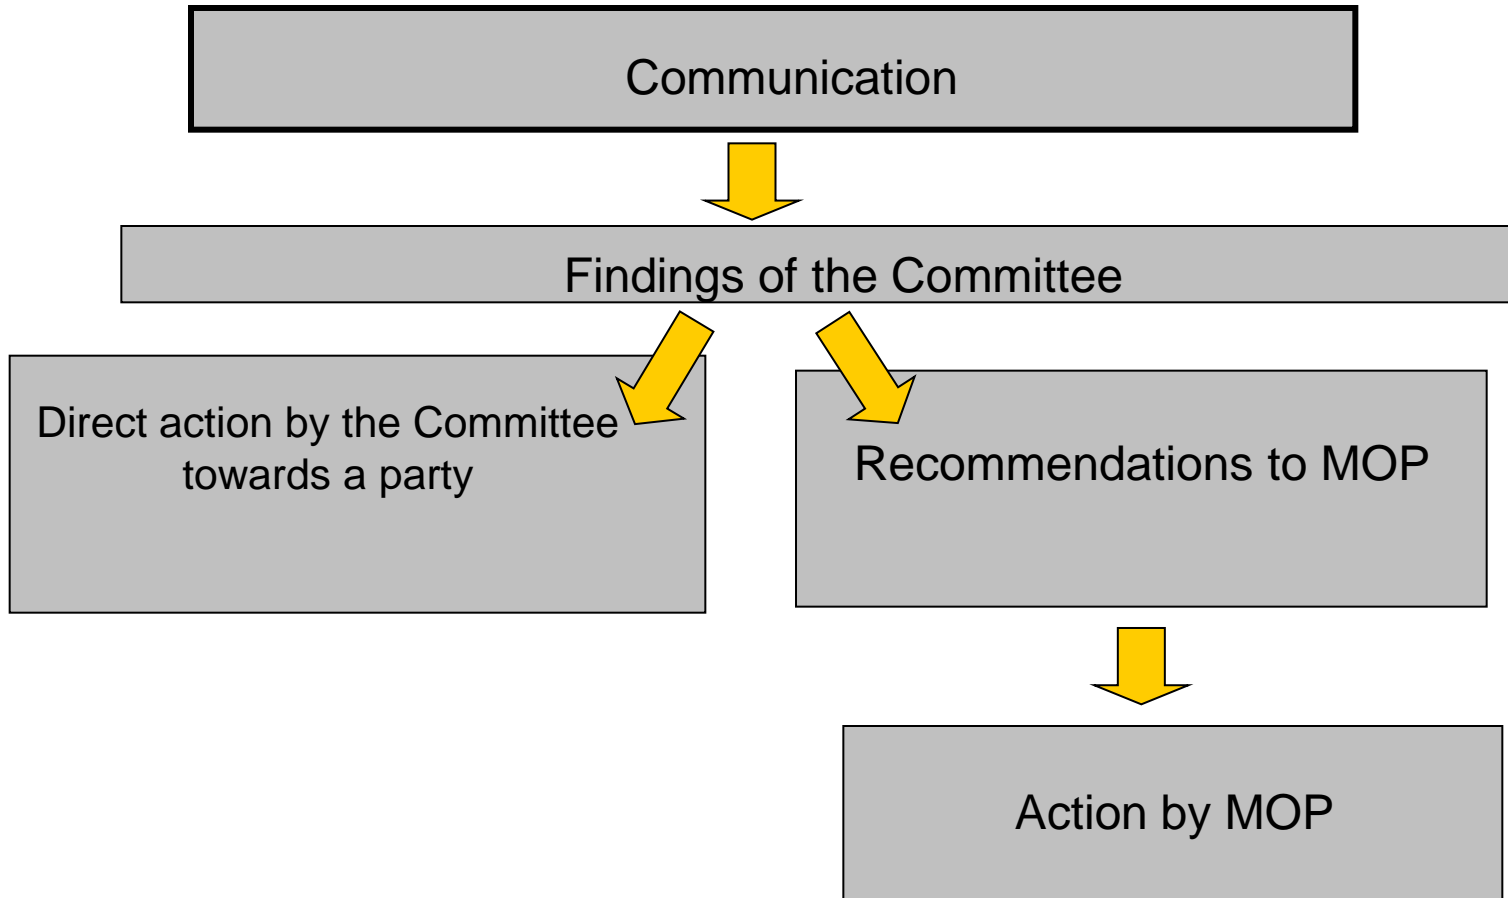 Communication
Findings of the Committee
Direct action by the Committee
towards a party
Recommendations to MOP
Action by MOP